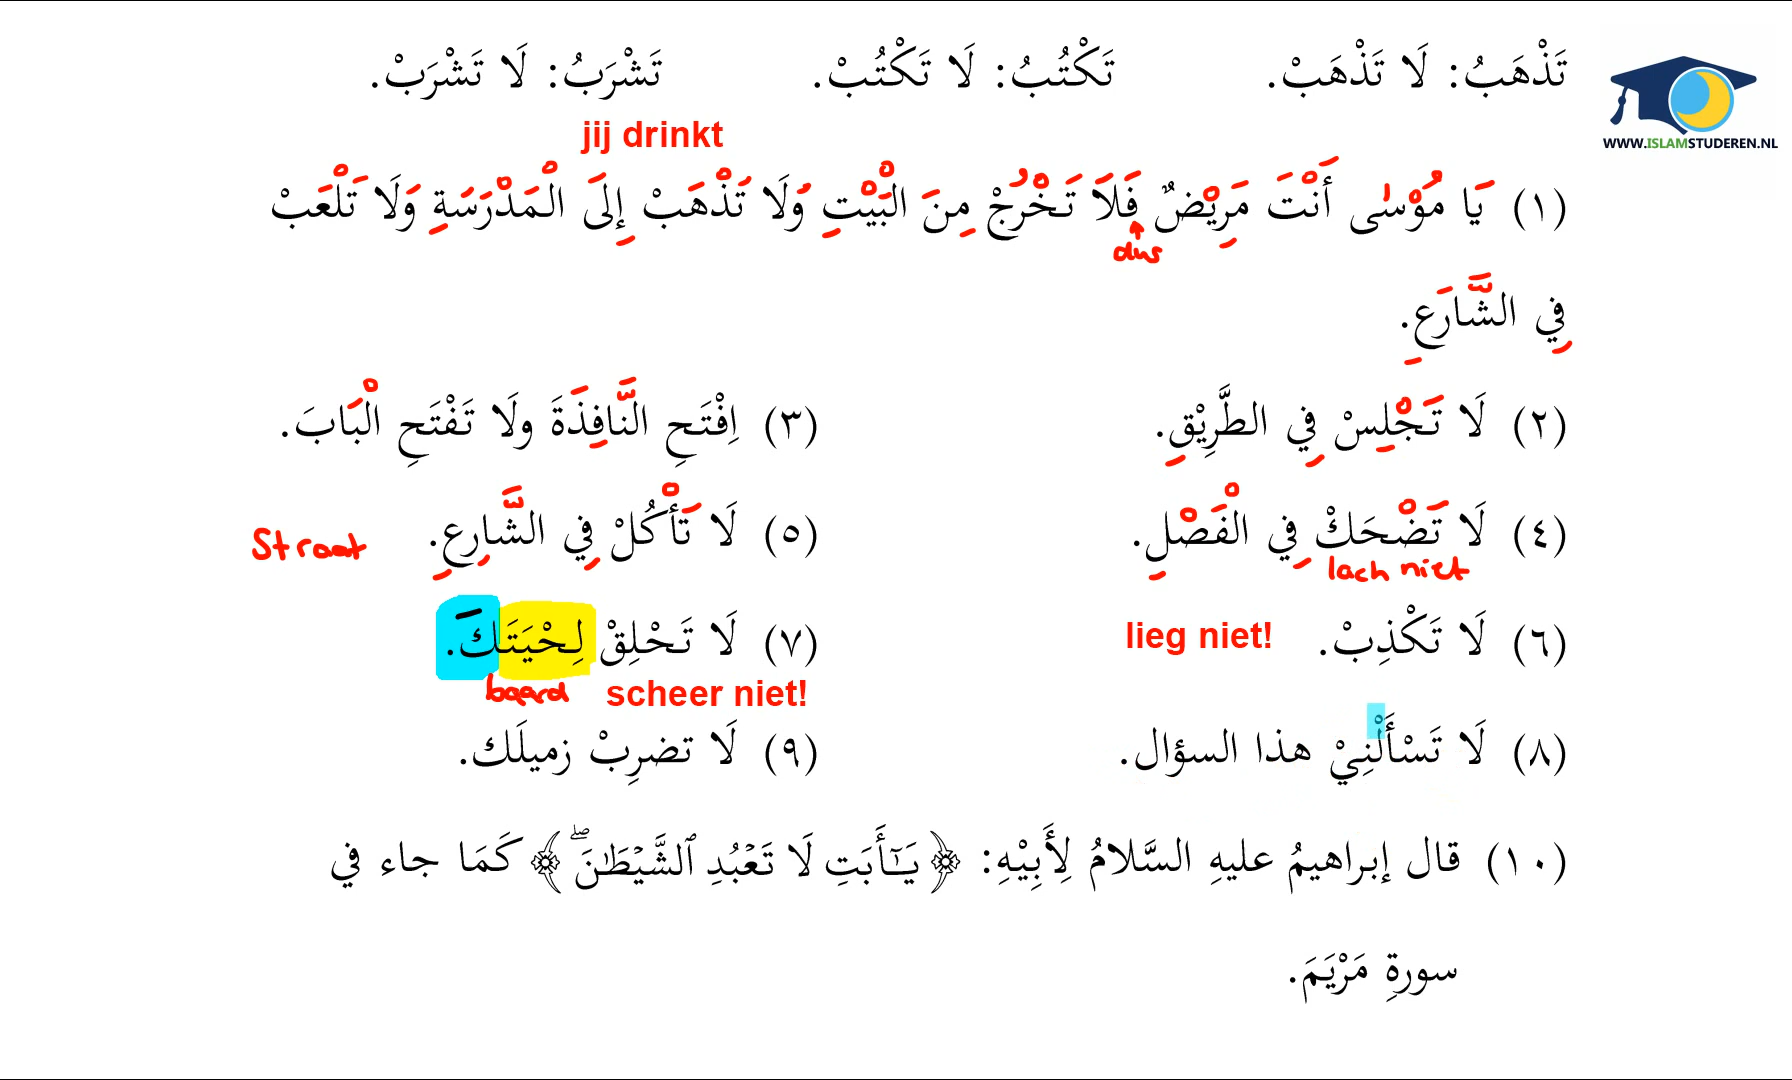 تَذْهَبُ: لَا تَذْهَبْ. تَكْتُبُ: لَا تَكْتُبْ. تَشْرَبُ: لَا تَشْرَبْ.
WWW.ISLAMSTUDEREN.NL
jij drinkt
(١) يَا مُوْسٰى أَنْتَ مَرِيْضٌ فَلَا تَخْرُجْ مِنَ الْبَيْتِ وَلَا تَذْهَبْ إِلَى الْمَدْرَسَةِ وَلَا تَلْعَبْ
dus
فِي الشَّارَعِ.
(٢) لَا تَجْلِسْ فِي الطَّرِيْقِ. (٣) اِفْتَحِ النَّافِذَةَ ولَا تَفْتَحِ الْبَابَ.
(٤) لَا تَضْحَكْ فِي الْفَصْلِ. (٥) لَا تَأْكُلْ فِي الشَّارِعِ. Straat
lach niet
(٦) لَا تَكْذِبْ. lieg niet! (٧) لَا تَحْلِقْ لِحْيَتَكَ.
baard scheer niet!
(٨) لَا تَسْأَلْنِيْ هذا السؤال. (٩) لَا تضرِبْ زميلَك.
(١٠) قال إبراهيمُ عليهِ السَّلامُ لِأَبِيْهِ: ﴿يَـٰٓأَبَتِ لَا تَعۡبُدِ ٱلشَّيۡطَـٰنَۖ﴾ كَمَا جاء في
سورةِ مَرْيَمَ.